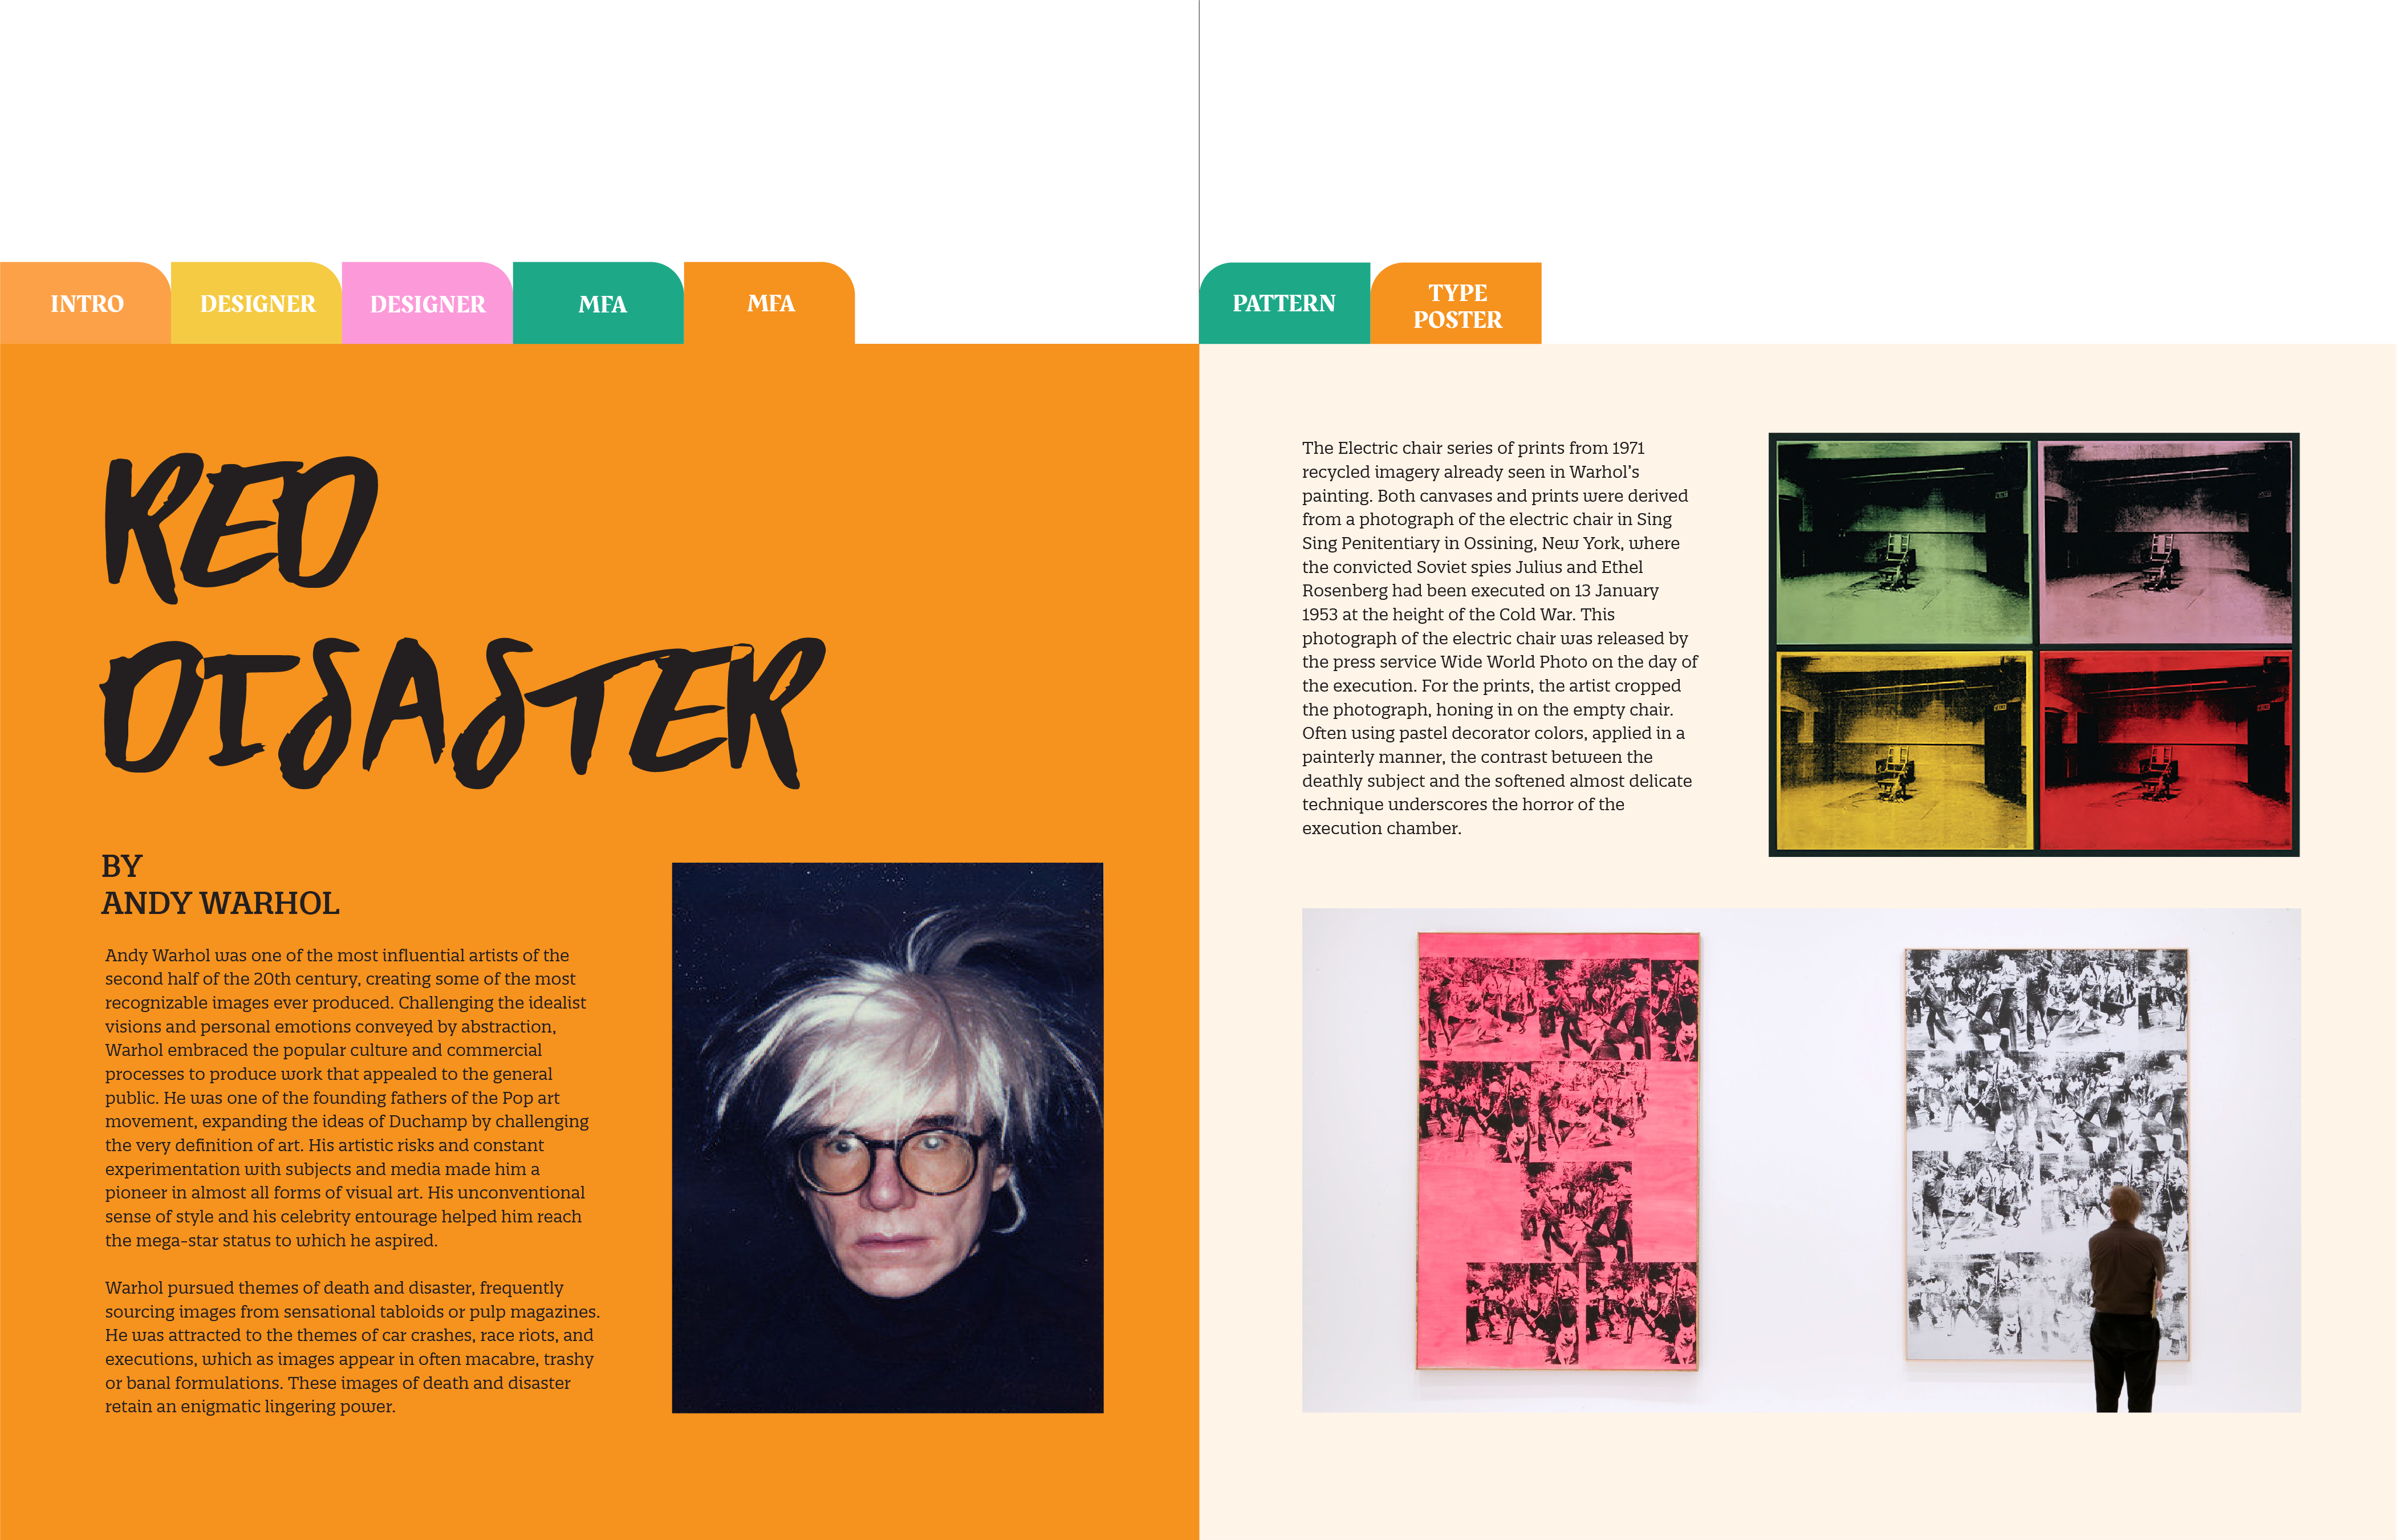 INTRO
DESIGNER
DESIGNER
MFA
MFA
PATTERN
TYPE
POSTER
RED
DISASTER
BY
ANDY WARHOL
Andy Warhol was one of the most influential artists of the
second half of the 20th century, creating some of the most
recognizable images ever produced. Challenging the idealist
visions and personal emotions conveyed by abstraction,
Warhol embraced the popular culture and commercial
processes to produce work that appealed to the general
public. He was one of the founding fathers of the Pop art
movement, expanding the ideas of Duchamp by challenging
the very definition of art. His artistic risks and constant
experimentation with subjects and media made him a
pioneer in almost all forms of visual art. His unconventional
sense of style and his celebrity entourage helped him reach
the mega-star status to which he aspired.
Warhol pursued themes of death and disaster, frequently
sourcing images from sensational tabloids or pulp magazines.
He was attracted to the themes of car crashes, race riots, and
executions, which as images appear in often macabre, trashy
or banal formulations. These images of death and disaster
retain an enigmatic lingering power.
The Electric chair series of prints from 1971
recycled imagery already seen in Warhol's
painting. Both canvases and prints were derived
from a photograph of the electric chair in Sing
Sing Penitentiary in Ossining, New York, where
the convicted Soviet spies Julius and Ethel
Rosenberg had been executed on 13 January
1953 at the height of the Cold War. This
photograph of the electric chair was released by
the press service Wide World Photo on the day of
the execution. For the prints, the artist cropped
the photograph, honing in on the empty chair.
Often using pastel decorator colors, applied in a
painterly manner, the contrast between the
deathly subject and the softened almost delicate
technique underscores the horror of the
execution chamber.